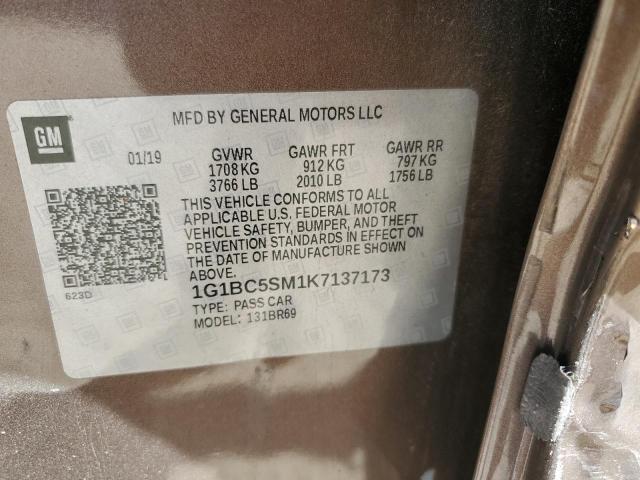 MFD BY GENERAL MOTORS LLC
GM
01/19 GVWR GAWR FRT GAWR RR
1708 KG 912 KG 797 KG
3766 LB 2010 LB 1756 LB
THIS VEHICLE CONFORMS TO ALL
APPLICABLE U.S. FEDERAL MOTOR
VEHICLE SAFETY, BUMPER, AND THEFT
PREVENTION STANDARDS IN EFFECT ON
THE DATE OF MANUFACTURE SHOWN
ABOVE.
623D
1G1BC5SM1K7137173
TYPE: PASS CAR
MODEL: 131BR69